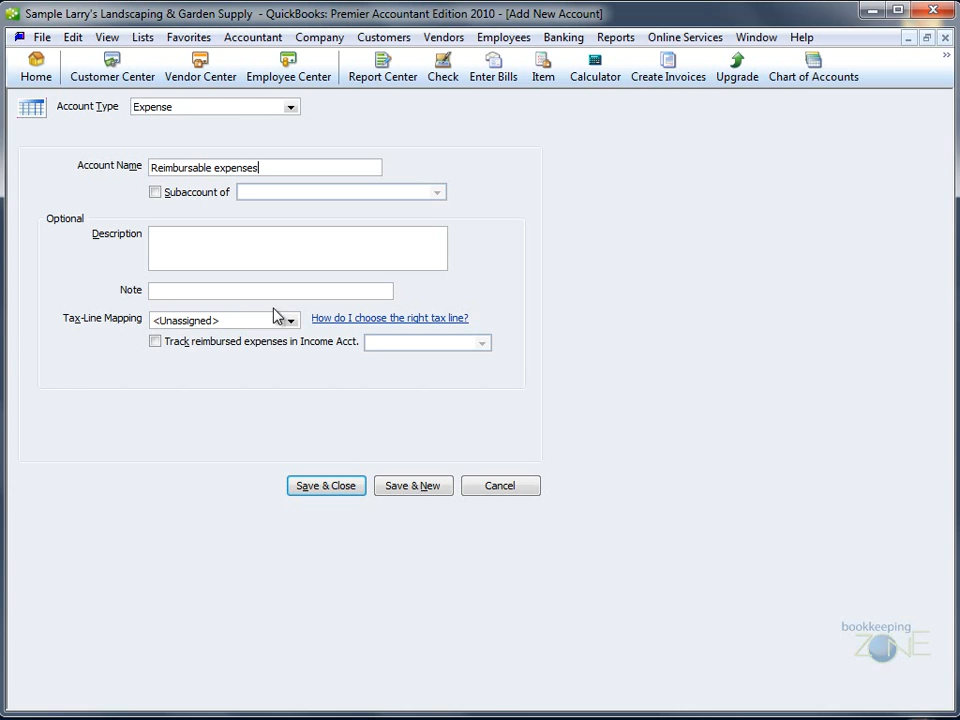 Sample Larry's Landscaping & Garden Supply - QuickBooks: Premier Accountant Edition 2010 - [Add New Account]
File Edit View Lists Favorites Accountant Company Customers Vendors Employees Banking Reports Online Services Window Help
Home Customer Center Vendor Center Employee Center Report Center Check Enter Bills Item Calculator Create Invoices Upgrade Chart of Accounts
Account Type Expense
Account Name Reimbursable expenses
Subaccount of
Optional
Description
Note
Tax-Line Mapping <Unassigned> How do I choose the right tax line?
Track reimbursed expenses in Income Acct.
Save & Close Save & New Cancel
bookkeeping
ZONE